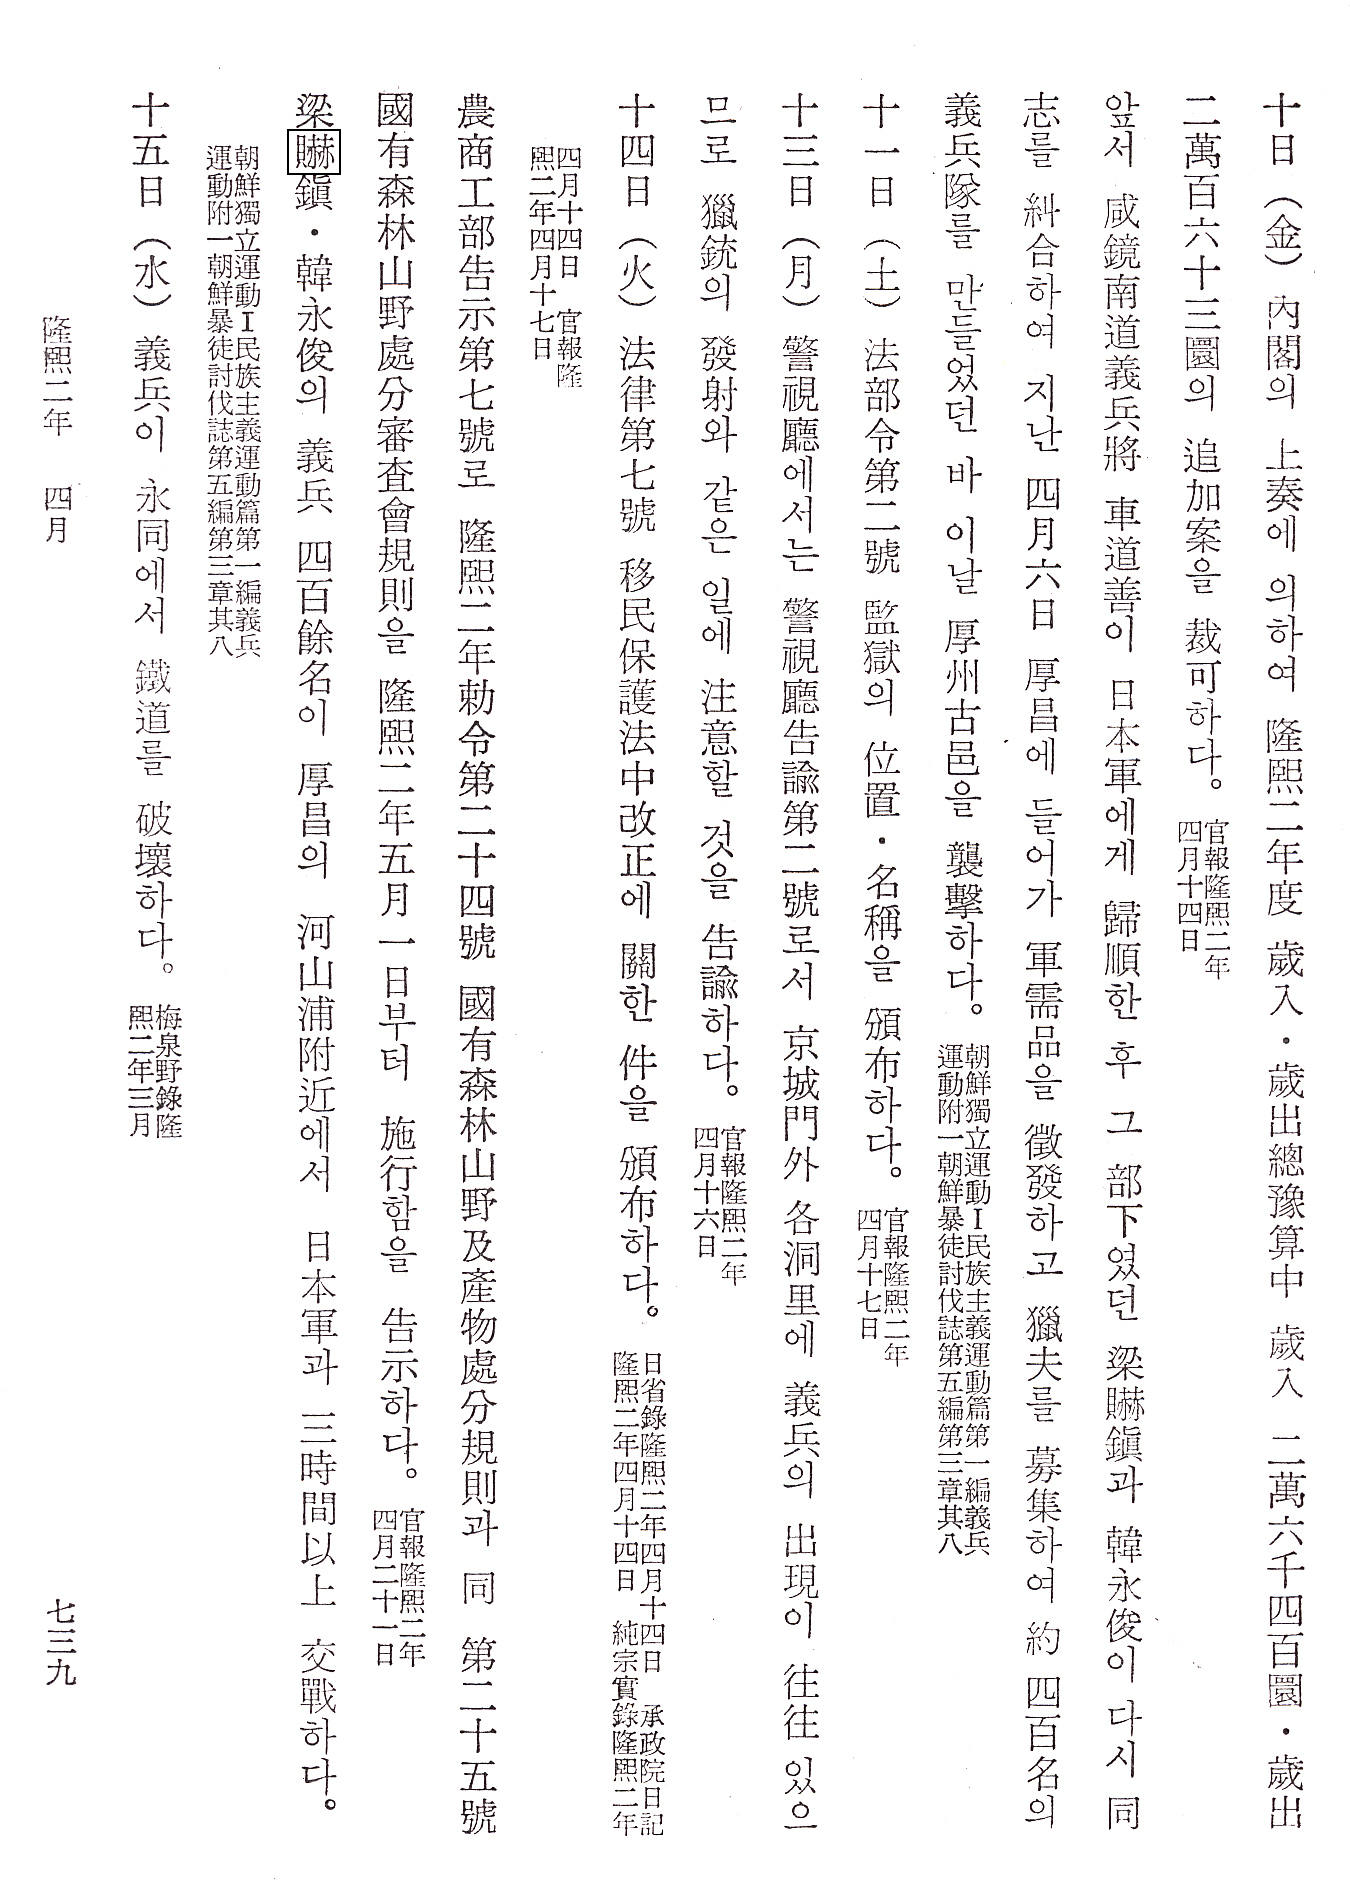 十日(金) 內閣의 上奏에 의하여 隆熙二年度 歲入·歲出總豫算中 歲入 二萬六千四百圜·歲出
二萬百六十三圜의 追加案을 裁可하다。 官報隆熙二年
四月十四日
앞서 咸鏡南道義兵將 車道善이 日本軍에게 歸順한 후 그 部下였던 梁䝳鎭과 韓永俊이 다시 同
志를 糾合하여 지난 四月六日 厚昌에 들어가 軍需品을 徵發하고 獵夫를 募集하여 約 四百名의
義兵隊를 만들었던 바 이날 厚州古邑을 襲擊하다。 朝鮮獨立運動Ⅰ民族主義運動篇第一編義兵
運動附一朝鮮暴徒討伐誌第五編第三章其八
十一日(土) 法部令第二號 監獄의 位置·名稱을 頒布하다。 官報隆熙二年
四月十七日
十三日(月) 警視廳에서는 警視廳告諭第二號로서 京城門外 各洞里에 義兵의 出現이 往往 있으
므로 獵銃의 發射와 같은 일에 注意할 것을 告諭하다。 官報隆熙二年
四月十六日
十四日(火) 法律第七號 移民保護法中改正에 關한 件을 頒布하다。 日省錄隆熙二年四月十四日 承政院日記
隆熙二年四月十四日 純宗實錄隆熙二年
四月十四日 官報隆
熙二年四月十七日
農商工部告示第七號로 隆熙二年勅令第二十四號 國有森林山野及產物處分規則과 同 第二十五號
國有森林山野處分審査會規則을 隆熙二年五月一日부터 施行함을 告示하다。 官報隆熙二年
四月二十一日
梁䝳鎭·韓永俊의 義兵 四百餘名이 厚昌의 河山浦附近에서 日本軍과 三時間以上 交戰하다。
朝鮮獨立運動Ⅰ民族主義運動篇第一編義兵
運動附一朝鮮暴徒討伐誌第五編第三章其八
十五日(水) 義兵이 永同에서 鐵道를 破壞하다。 梅泉野錄隆
熙二年三月
隆熙二年 四月
七三九